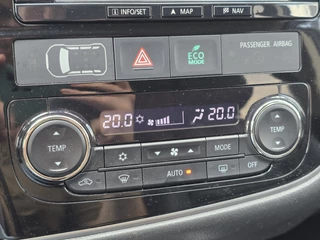 INFO/SET ▲ MAP NAV
ECO MODE PASSENGER AIRBAG
20.0 20.0
TEMP MODE TEMP
AUTO OFF